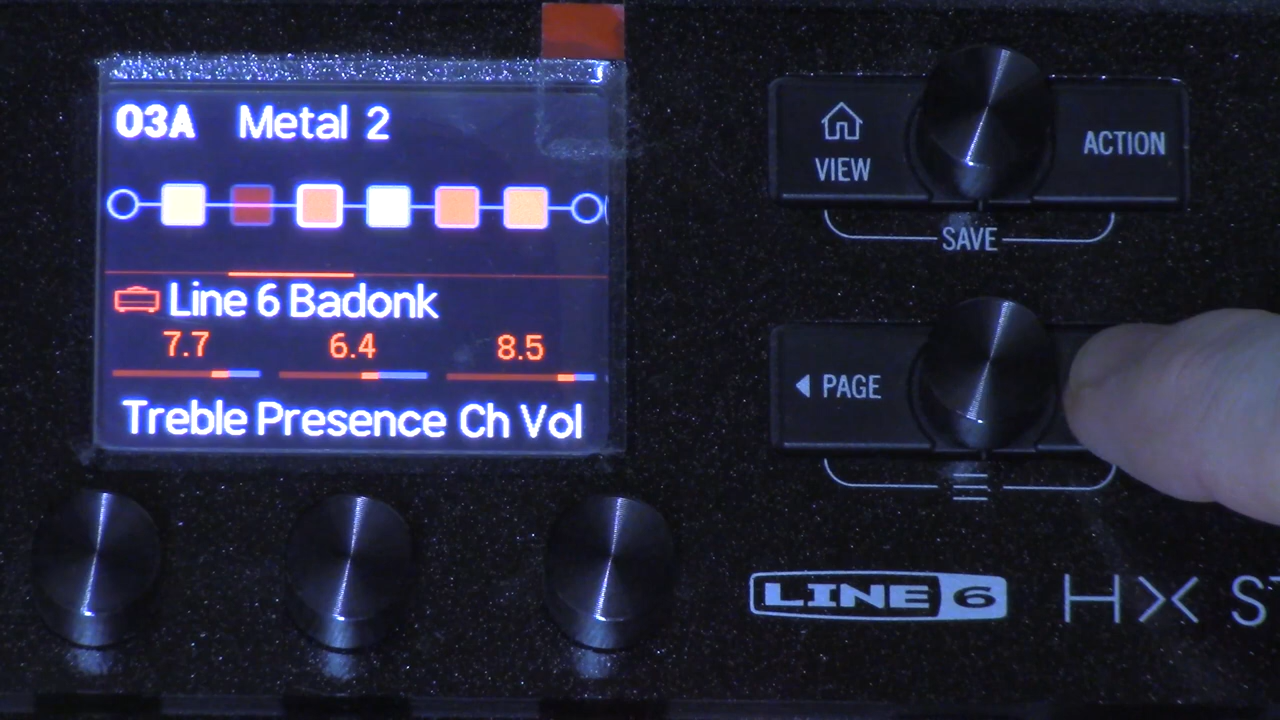 03A Metal 2
Line 6 Badonk
7.7 6.4 8.5
Treble Presence Ch Vol
VIEW
ACTION
SAVE
PAGE
LINE 6 HX